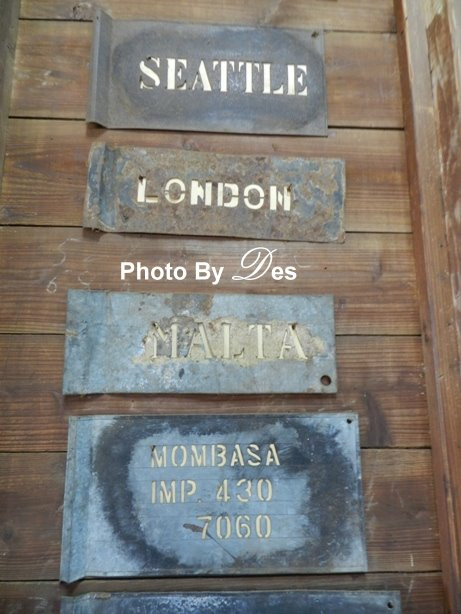 SEATTLE
LONDON
Photo By Des
MALTA
MOMBASA
IMP. 430
7060